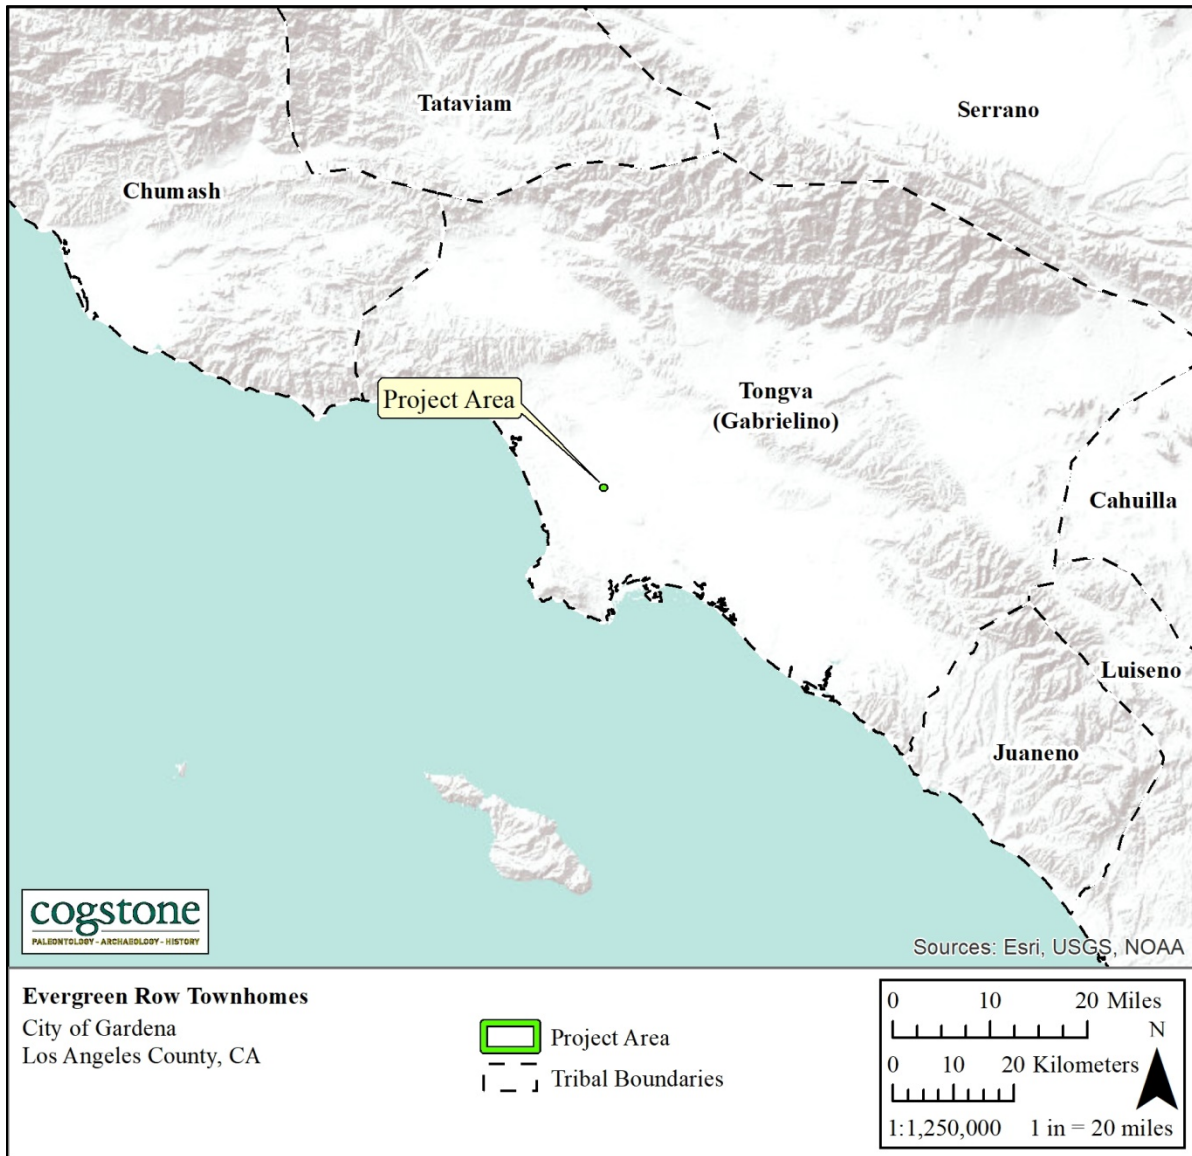 Tataviam
Serrano
Chumash
Project Area
Tongva
(Gabrielino)
Cahuilla
Luiseno
Juaneno
cogstone
PALEONTOLOGY - ARCHAEOLOGY - HISTORY
Sources: Esri, USGS, NOAA
Evergreen Row Townhomes
City of Gardena
Los Angeles County, CA
Project Area
Tribal Boundaries
0 10 20 Miles
N
0 10 20 Kilometers
1:1,250,000 1 in = 20 miles